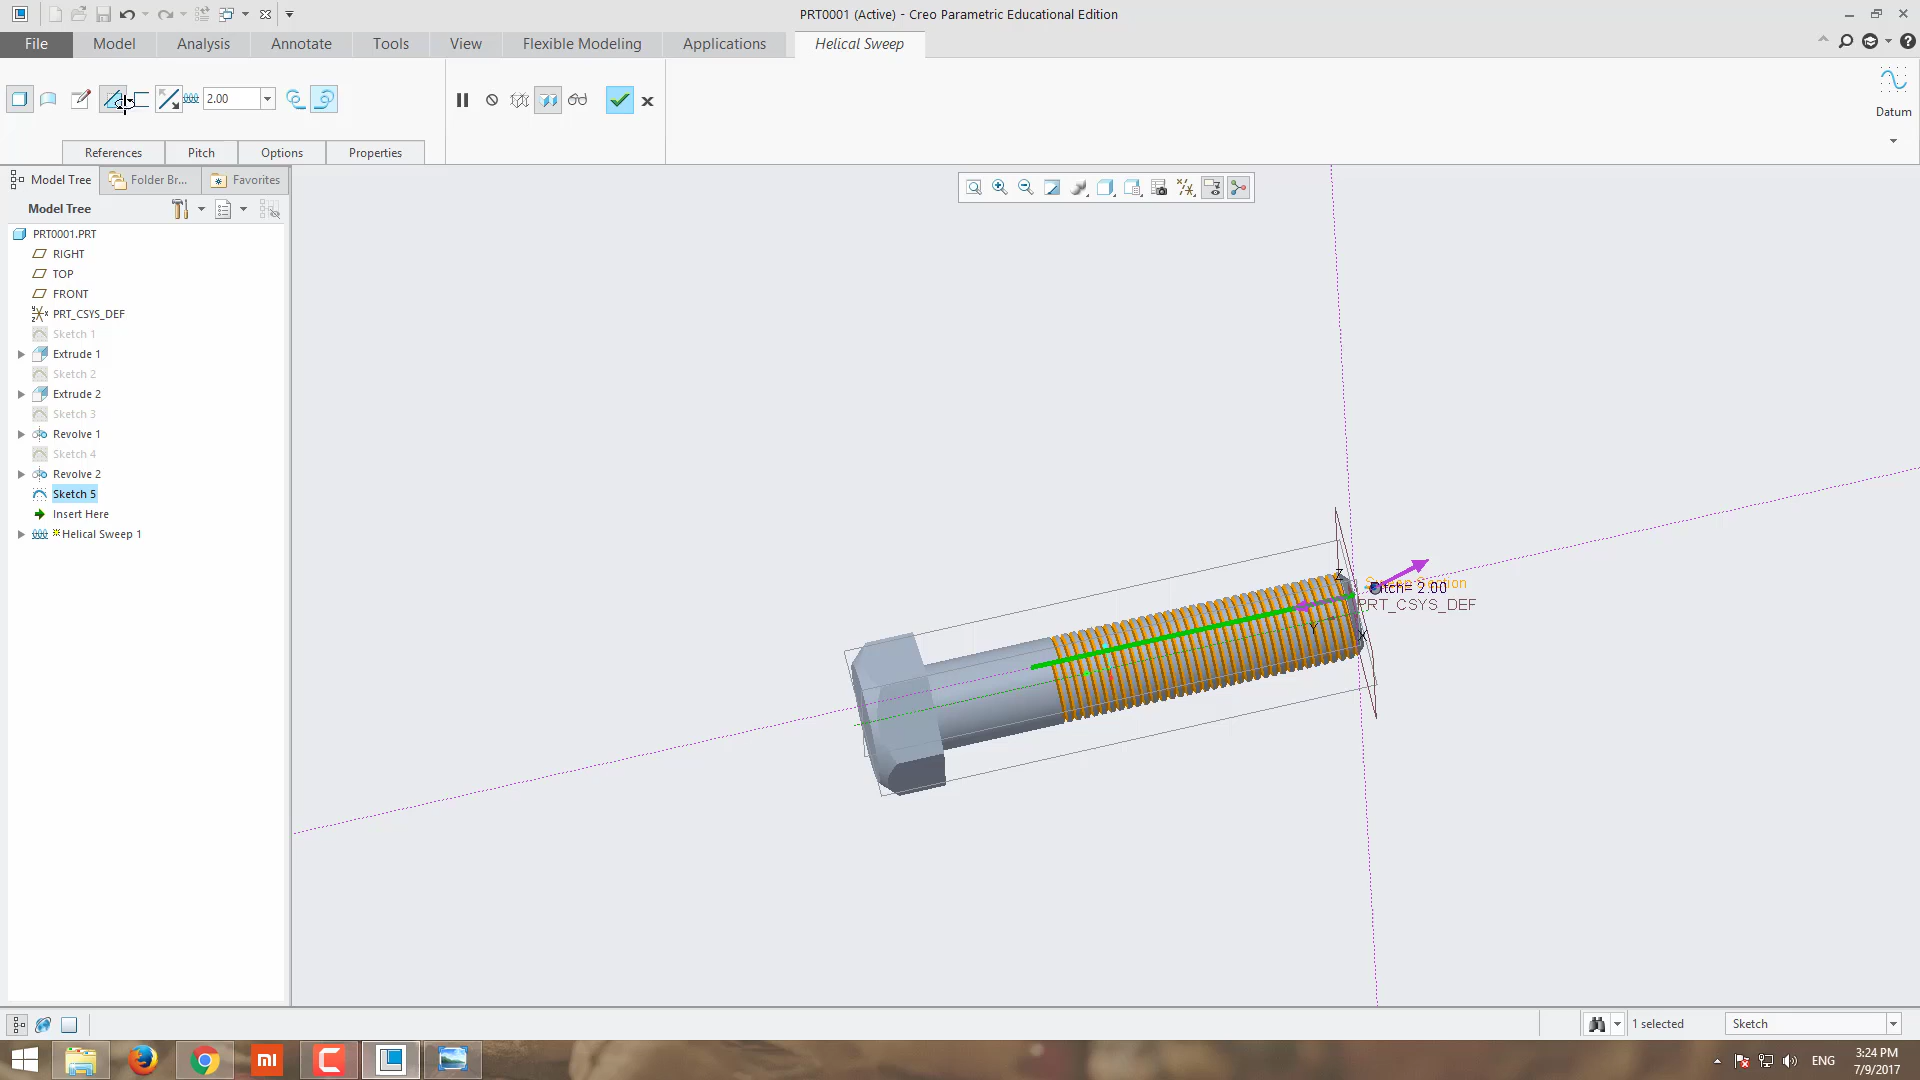 PRT0001 (Active) - Creo Parametric Educational Edition
File Model Analysis Annotate Tools View Flexible Modeling Applications Helical Sweep
2.00
Datum
References Pitch Options Properties
Model Tree Folder Br... Favorites
Model Tree
PRT0001.PRT
RIGHT
TOP
FRONT
PRT_CSYS_DEF
Sketch 1
Extrude 1
Sketch 2
Extrude 2
Sketch 3
Revolve 1
Sketch 4
Revolve 2
Sketch 5
Insert Here
Helical Sweep 1
Z
Section
Pitch= 2.00
PRT_CSYS_DEF
Y
X
1 selected
Sketch
mi
ENG
3:24 PM
7/9/2017